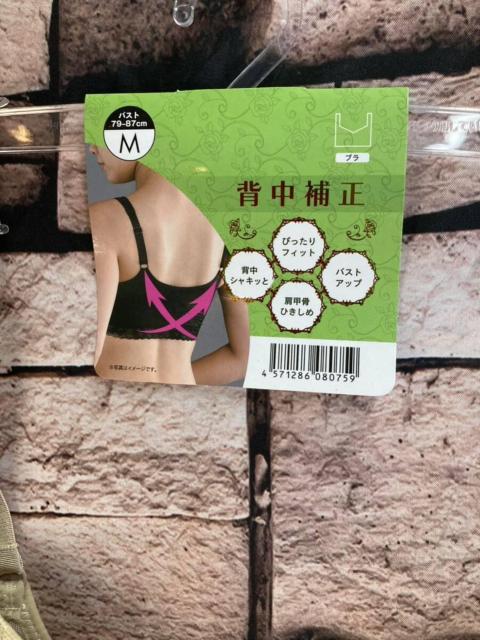 バスト
79-87cm
M
ブラ
背中補正
ぴったり
フィット
背中
シャキッと
バスト
アップ
肩甲骨
ひきしめ
※写真はイメージです。
4 571286 080759